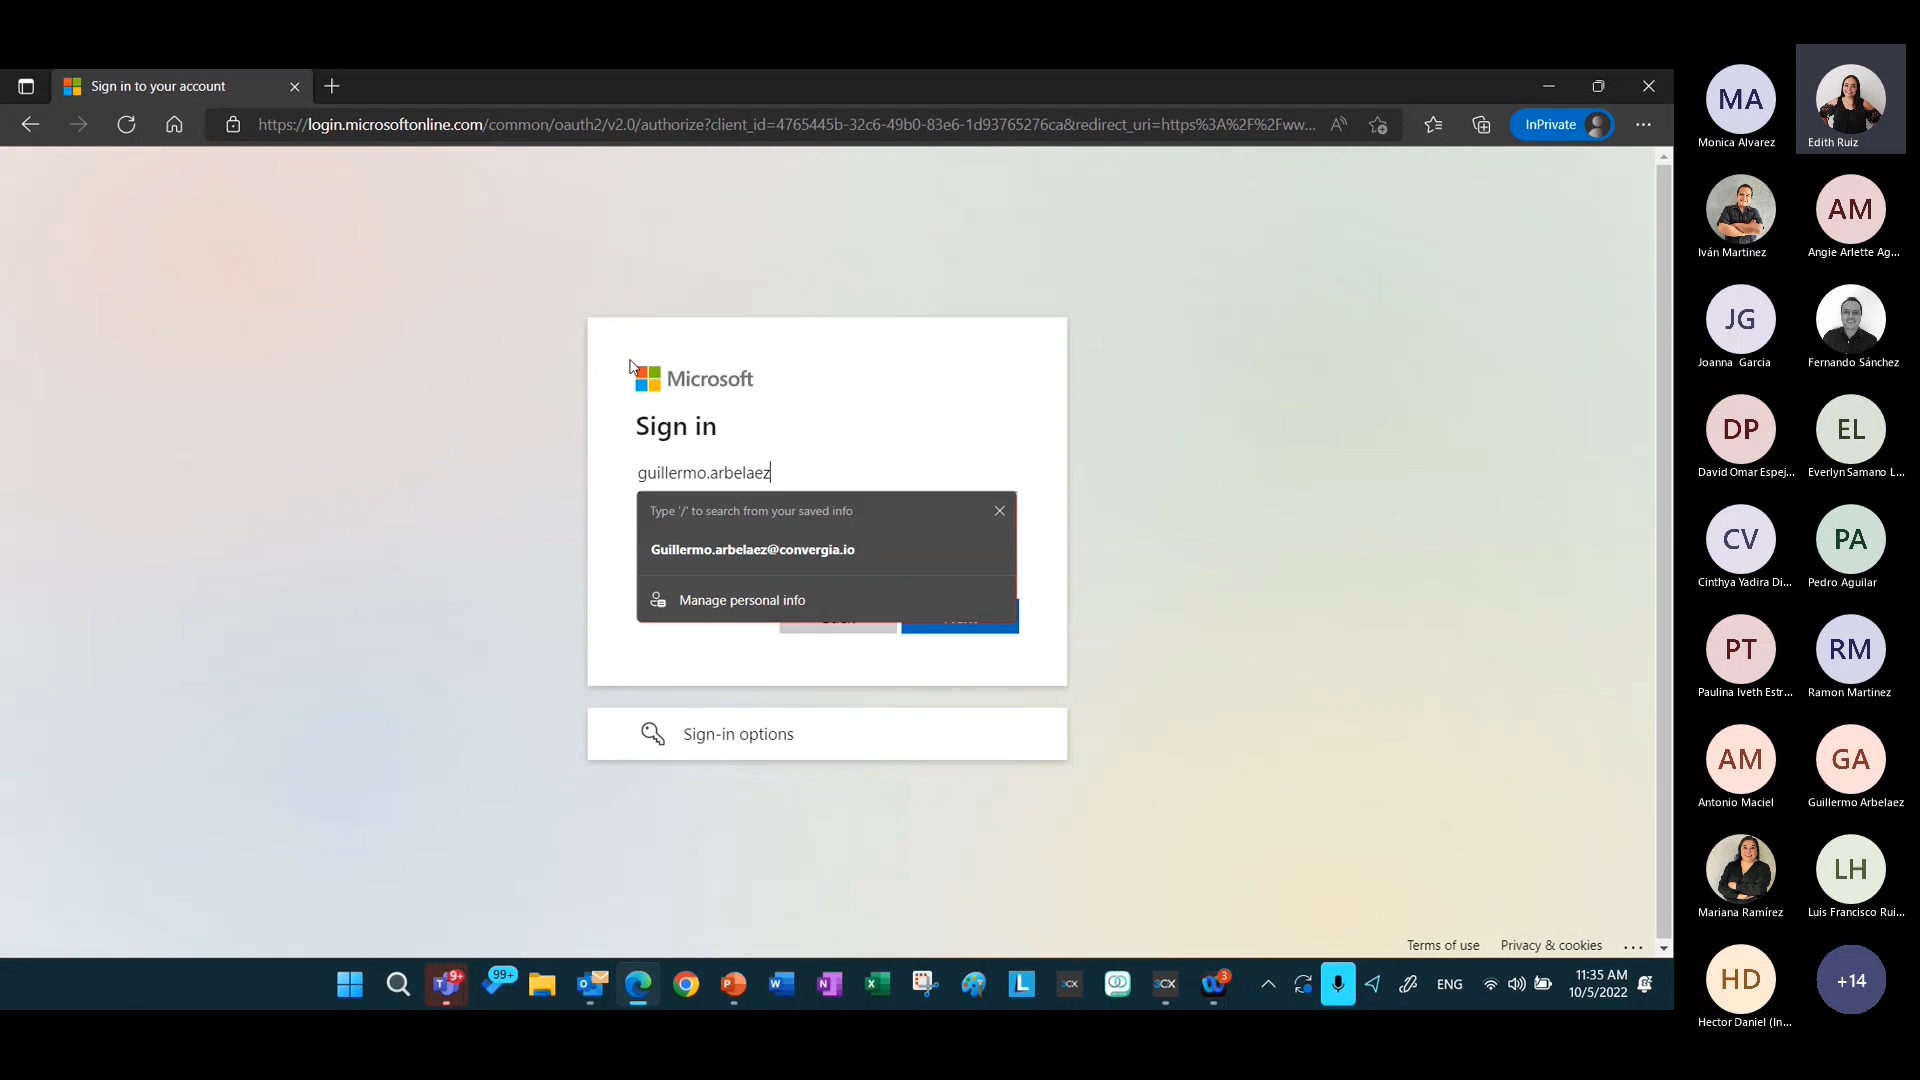 Sign in to your account
https://login.microsoftonline.com/common/oauth2/v2.0/authorize?client_id=4765445b-32c6-49b0-83e6-1d93765276ca&redirect_uri=https%3A%2F%2Fww...
InPrivate
Microsoft
Sign in
guillermo.arbelaez
Type '/' to search from your saved info
Guillermo.arbelaez@convergia.io
Manage personal info
Sign-in options
Terms of use
Privacy & cookies
9+
99+
3CX
3CX
3
ENG
11:35 AM
10/5/2022
MA
Monica Alvarez
Edith Ruiz
Iván Martinez
AM
Angie Arlette Ag...
JG
Joanna Garcia
Fernando Sánchez
DP
David Omar Espej...
EL
Everlyn Samano L...
CV
Cinthya Yadira Di...
PA
Pedro Aguilar
PT
Paulina Iveth Estr...
RM
Ramon Martinez
AM
Antonio Maciel
GA
Guillermo Arbelaez
Mariana Ramírez
LH
Luis Francisco Rui...
HD
Hector Daniel (In...
+14